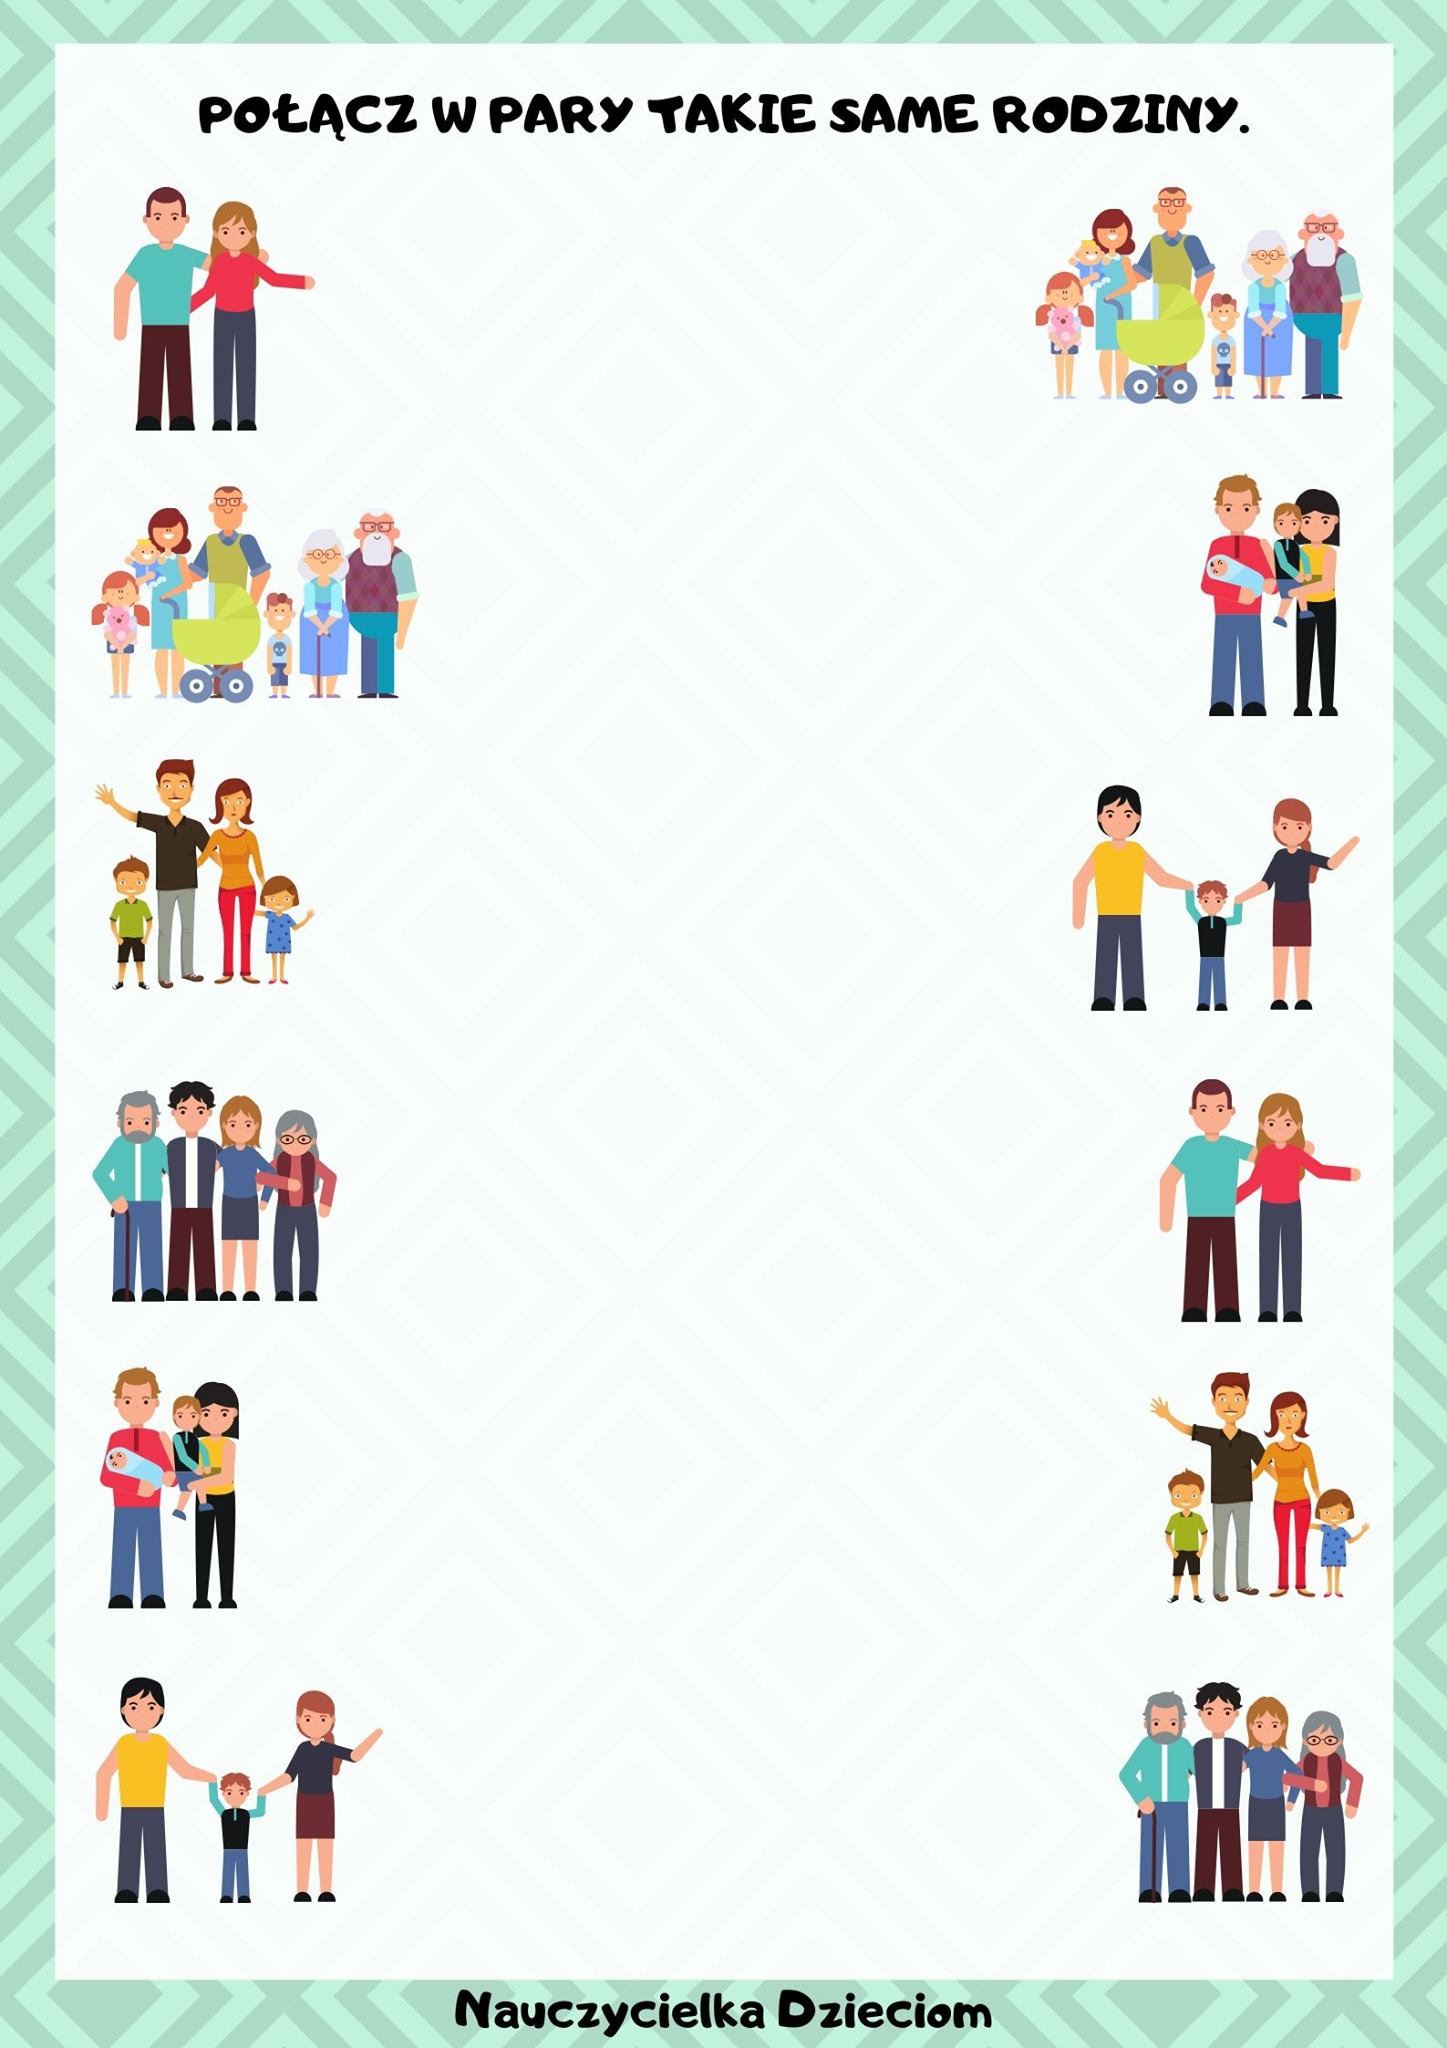 POŁĄCZ W PARY TAKIE SAME RODZINY.
Nauczycielka Dzieciom